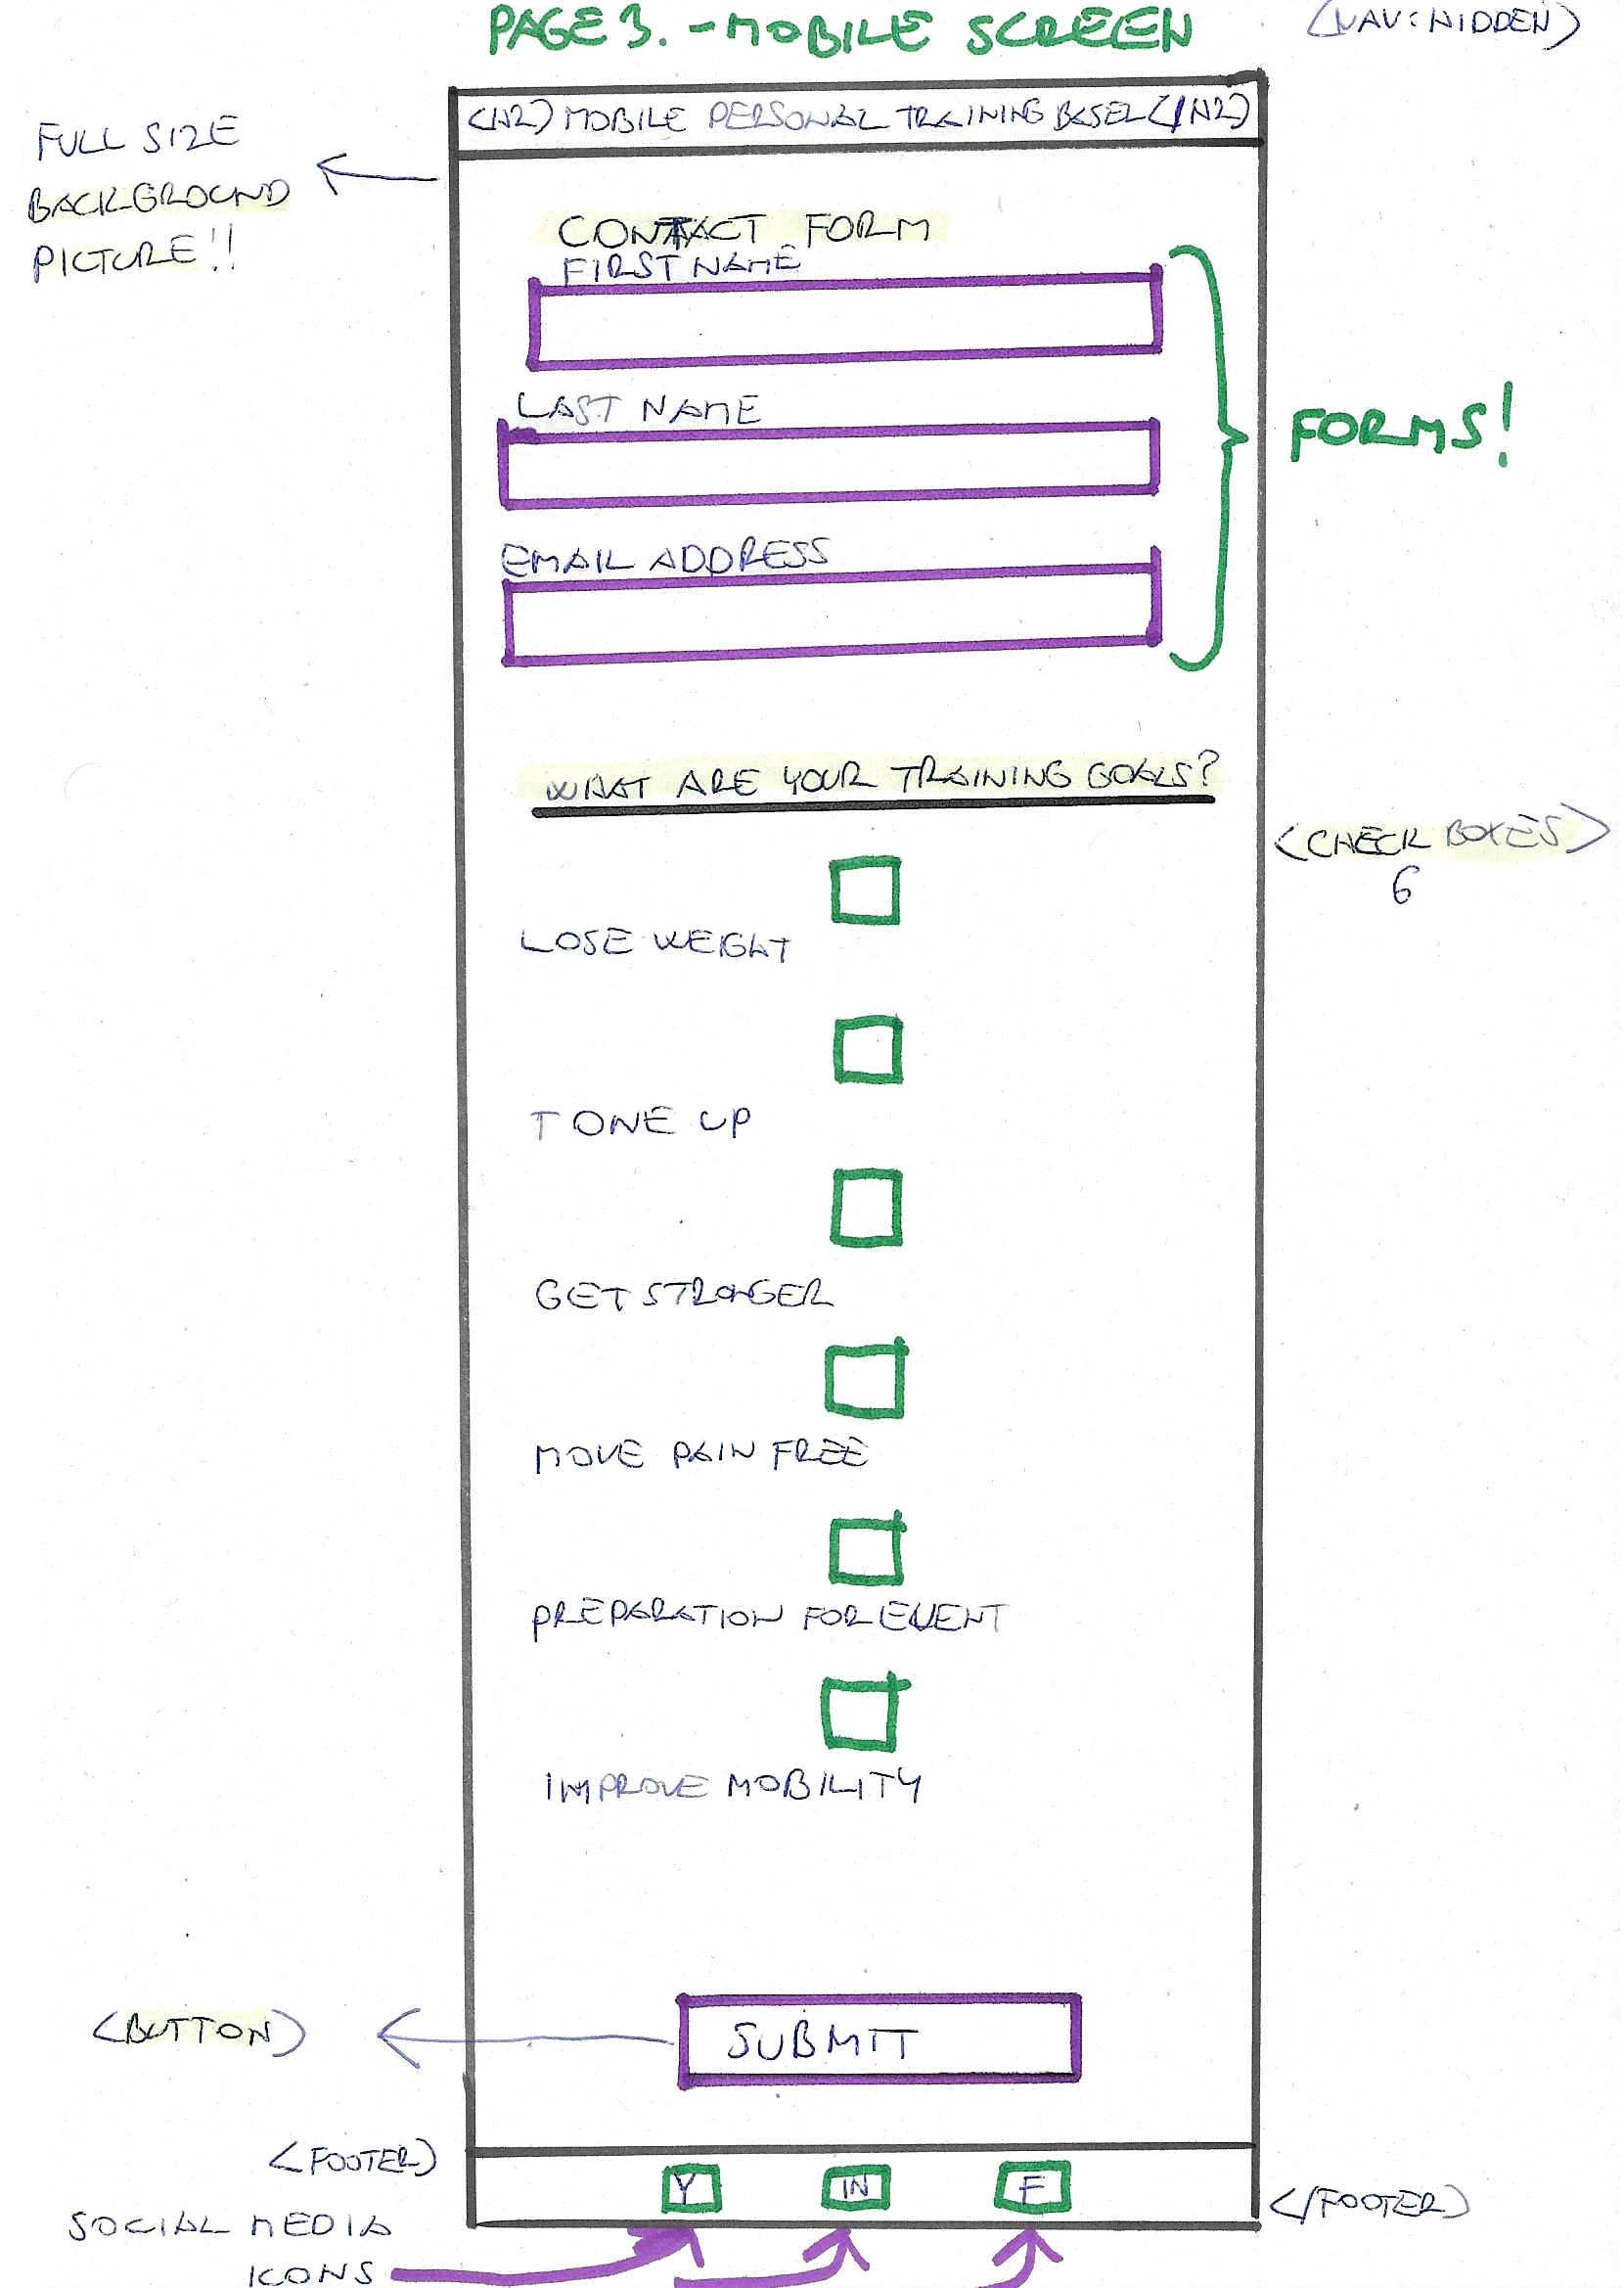 PAGE 3. - MOBILE SCREEN
<NAV: HIDDEN>
<H2> MOBILE PERSONAL TRAINING BASEL </H2>
FULL SIZE
BACKGROUND
PICTURE!!
CONTACT FORM
FIRST NAME
LAST NAME
FORMS!
EMAIL ADDRESS
WHAT ARE YOUR TRAINING GOALS?
<CHECK BOXES>
6
LOSE WEIGHT
TONE UP
GET STRONGER
MOVE PAIN FREE
PREPARATION FOR EVENT
IMPROVE MOBILITY
<BUTTON>
SUBMIT
<FOOTER>
Y IN F
</FOOTER>
SOCIAL MEDIA
ICONS